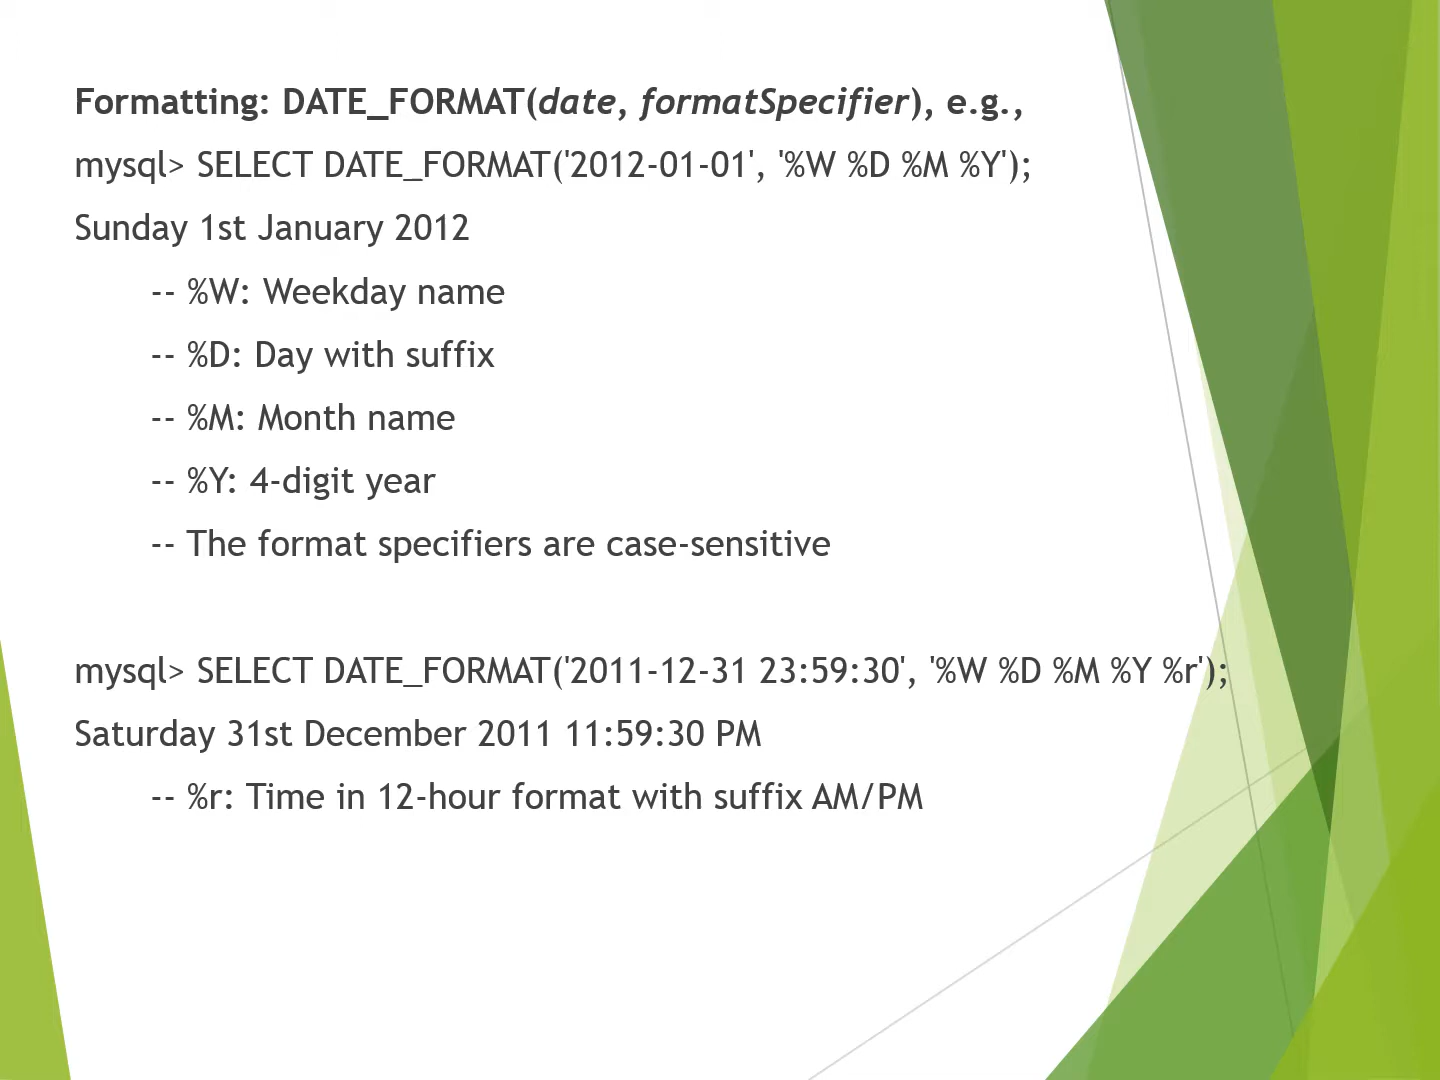 Formatting: DATE_FORMAT(date, formatSpecifier), e.g.,
mysql> SELECT DATE_FORMAT('2012-01-01', '%W %D %M %Y');
Sunday 1st January 2012
-- %W: Weekday name
-- %D: Day with suffix
-- %M: Month name
-- %Y: 4-digit year
-- The format specifiers are case-sensitive
mysql> SELECT DATE_FORMAT('2011-12-31 23:59:30', '%W %D %M %Y %r');
Saturday 31st December 2011 11:59:30 PM
-- %r: Time in 12-hour format with suffix AM/PM